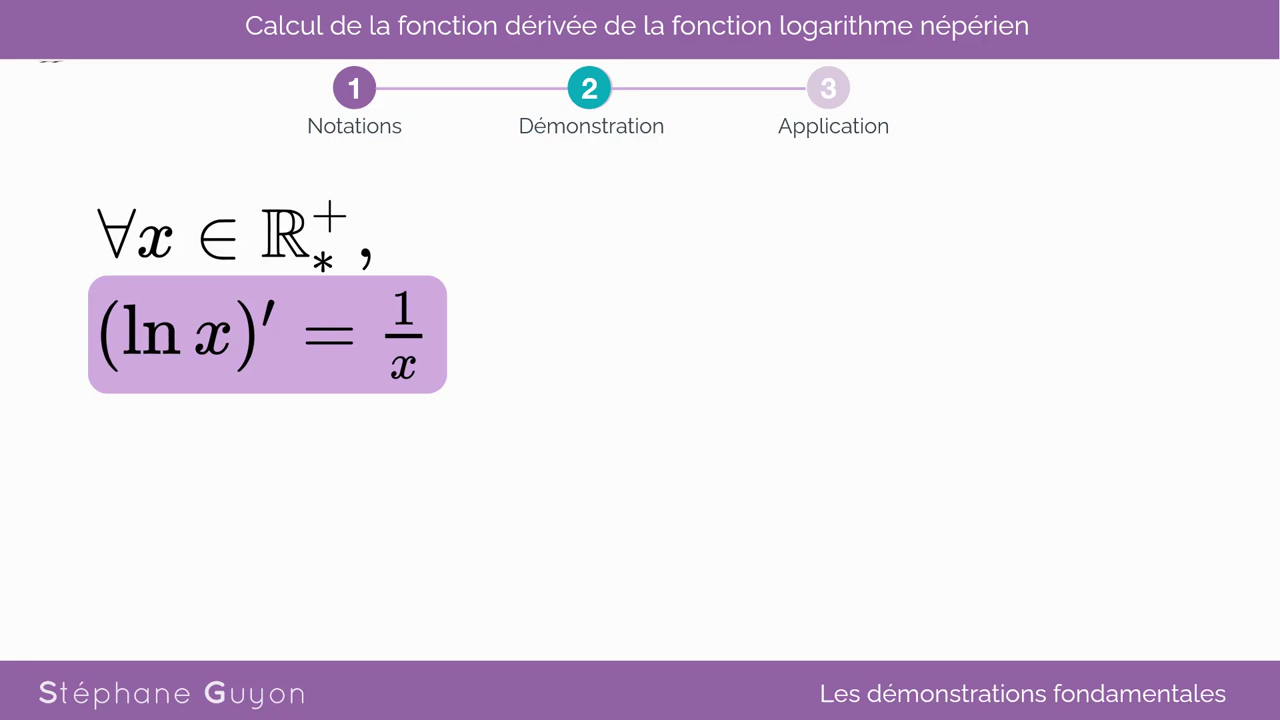 Calcul de la fonction dérivée de la fonction logarithme népérien
1 2 3
Notations Démonstration Application
∀x ∈ ℝ⁺₊,
(ln x)′ = 1/x
Stéphane Guyon Les démonstrations fondamentales